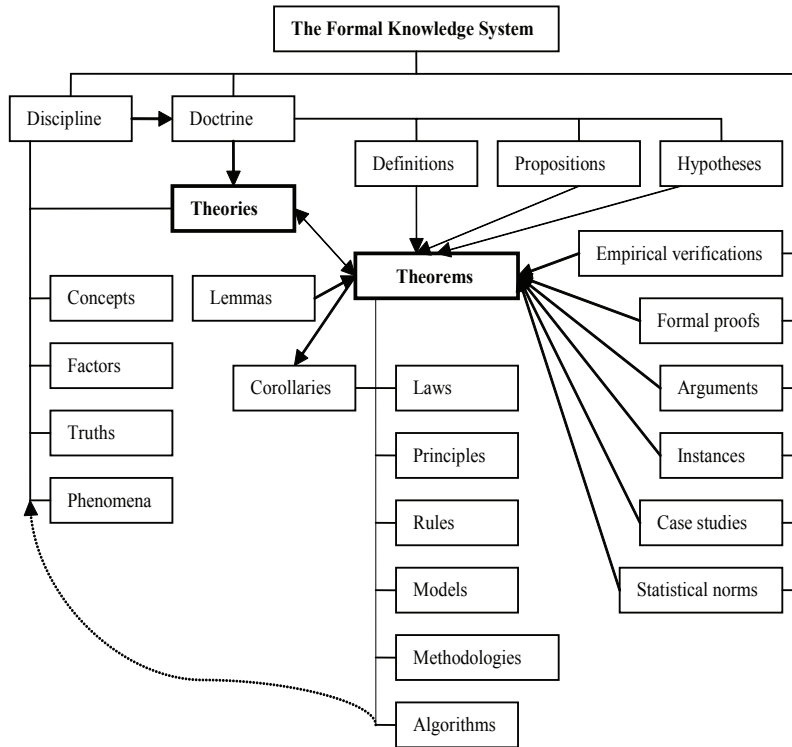 The Formal Knowledge System
Discipline
Doctrine
Definitions
Propositions
Hypotheses
Theories
Empirical verifications
Theorems
Concepts
Lemmas
Formal proofs
Factors
Corollaries
Laws
Arguments
Truths
Principles
Instances
Phenomena
Rules
Case studies
Models
Statistical norms
Methodologies
Algorithms